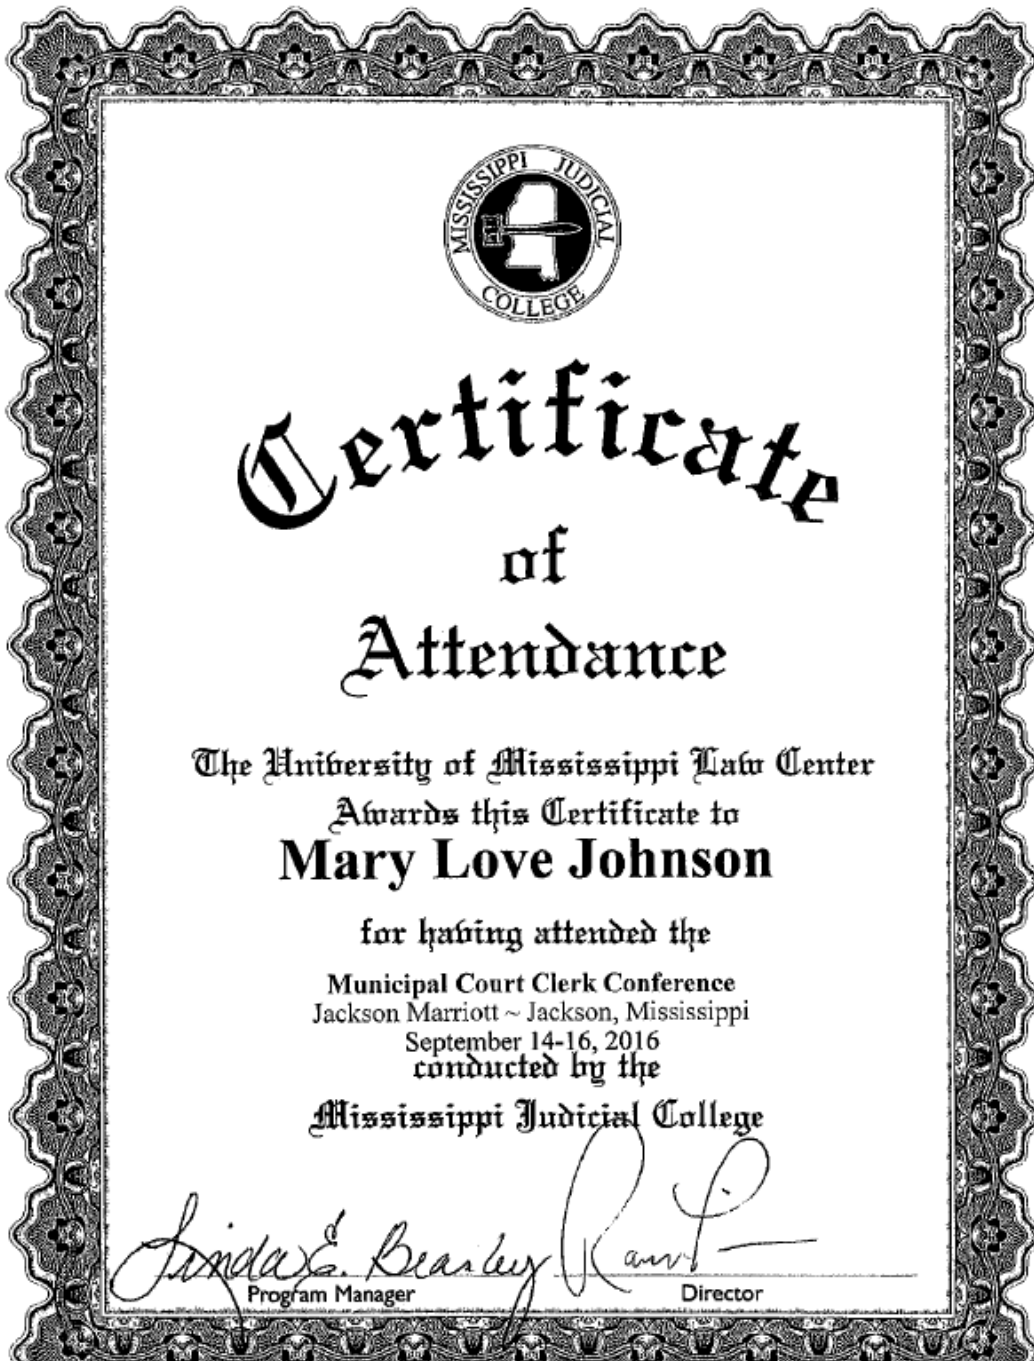 MISSISSIPPI JUDICIAL
COLLEGE
Certificate
of
Attendance
The University of Mississippi Law Center
Awards this Certificate to
Mary Love Johnson
for having attended the
Municipal Court Clerk Conference
Jackson Marriott ~ Jackson, Mississippi
September 14-16, 2016
conducted by the
Mississippi Judicial College
Linda E.
Program Manager
Director